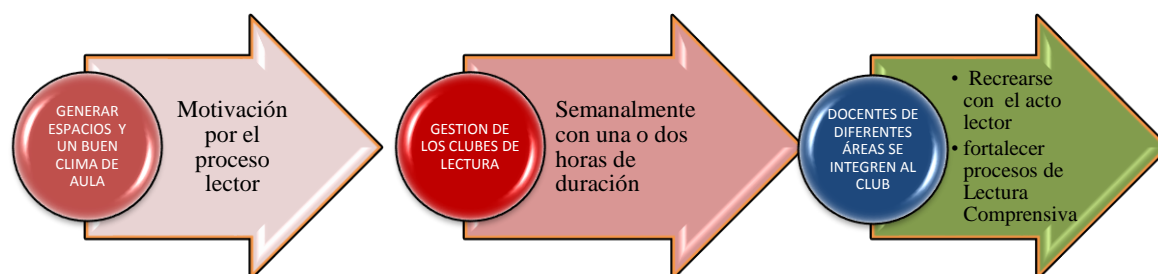 GENERAR
ESPACIOS Y
UN BUEN
CLIMA DE
AULA
Motivación
por el
proceso
lector
GESTION DE
LOS CLUBES DE
LECTURA
Semanalmente
con una o dos
horas de
duración
DOCENTES DE
DIFERENTES
ÁREAS SE
INTEGREN AL
CLUB
• Recrearse
con el acto
lector
• fortalecer
procesos de
Lectura
Comprensiva